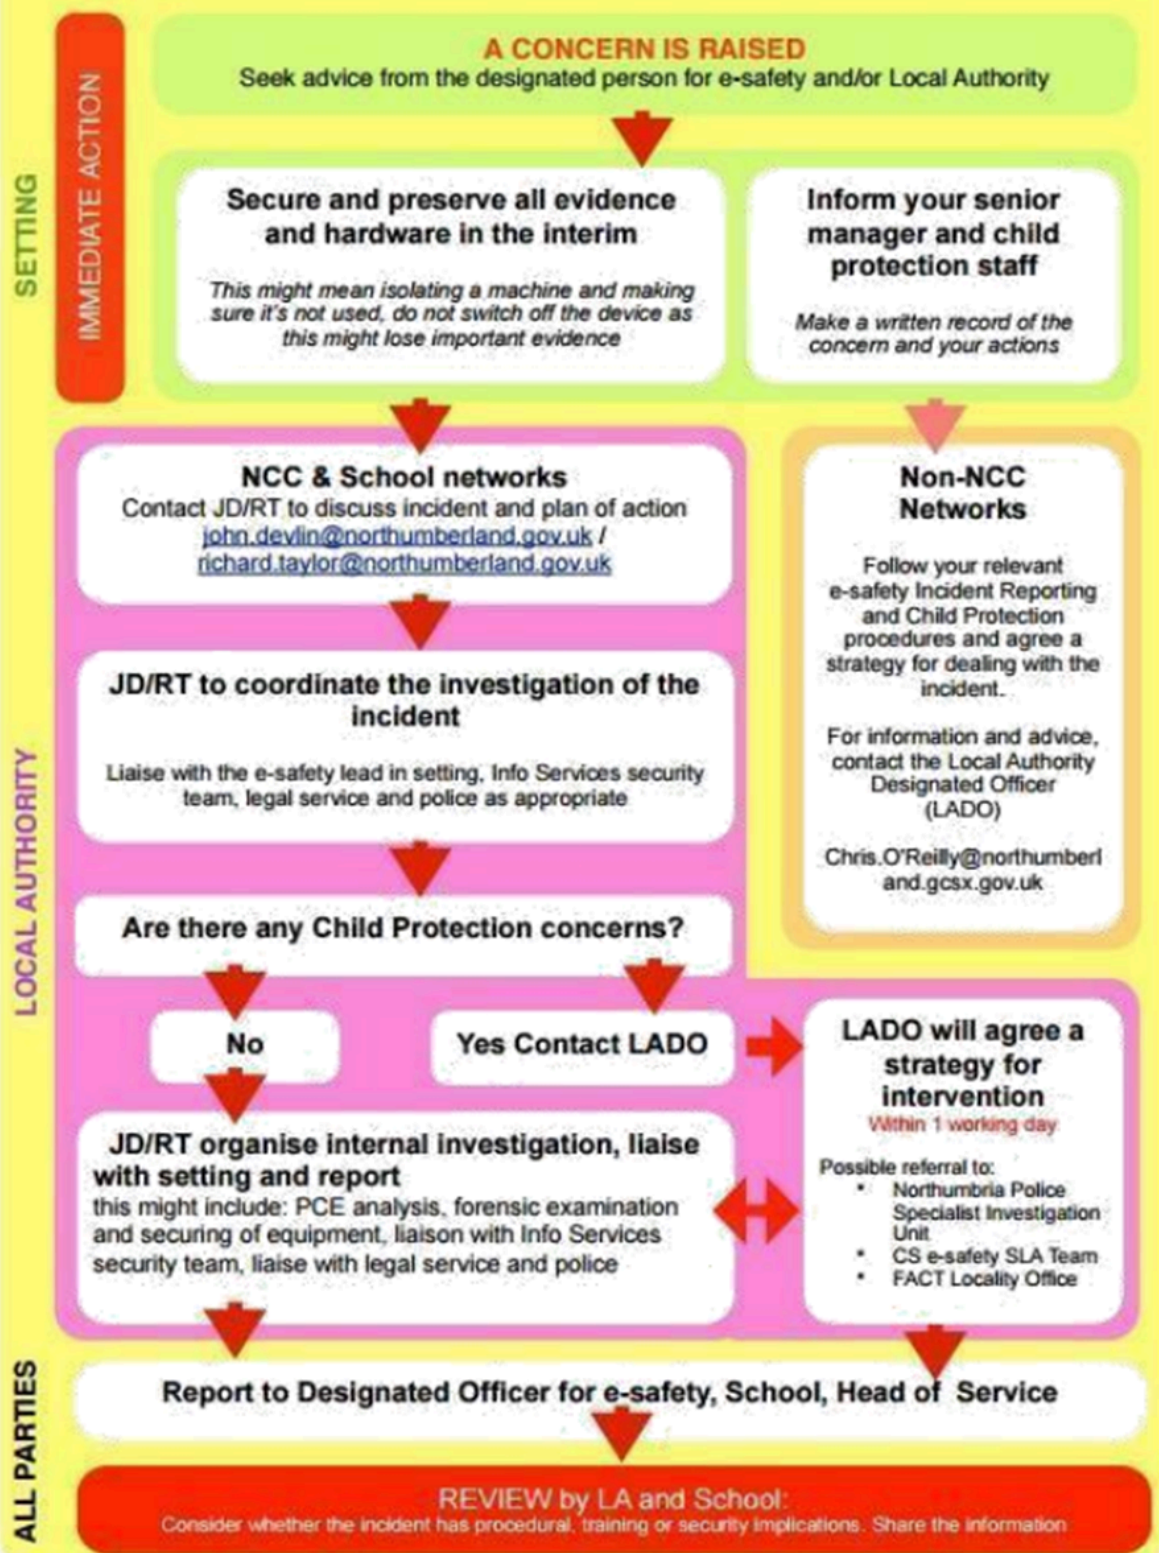 A CONCERN IS RAISED
Seek advice from the designated person for e-safety and/or Local Authority
SETTING
IMMEDIATE ACTION
Secure and preserve all evidence
and hardware in the interim
This might mean isolating a machine and making
sure it's not used, do not switch off the device as
this might lose important evidence
Inform your senior
manager and child
protection staff
Make a written record of the
concern and your actions
LOCAL AUTHORITY
NCC & School networks
Contact JD/RT to discuss incident and plan of action
john.devlin@northumberland.gov.uk /
richard.taylor@northumberland.gov.uk
JD/RT to coordinate the investigation of the
incident
Liaise with the e-safety lead in setting, Info Services security
team, legal service and police as appropriate
Are there any Child Protection concerns?
No
Yes Contact LADO
JD/RT organise internal investigation, liaise
with setting and report
this might include: PCE analysis, forensic examination
and securing of equipment, liaison with Info Services
security team, liaise with legal service and police
Non-NCC
Networks
Follow your relevant
e-safety Incident Reporting
and Child Protection
procedures and agree a
strategy for dealing with the
incident.
For information and advice,
contact the Local Authority
Designated Officer
(LADO)
Chris.O'Reilly@northumberl
and.gcsx.gov.uk
LADO will agree a
strategy for
intervention
Within 1 working day
Possible referral to:
• Northumbria Police
Specialist Investigation
Unit
• CS e-safety SLA Team
• FACT Locality Office
ALL PARTIES
Report to Designated Officer for e-safety, School, Head of Service
REVIEW by LA and School:
Consider whether the incident has procedural, training or security implications. Share the information